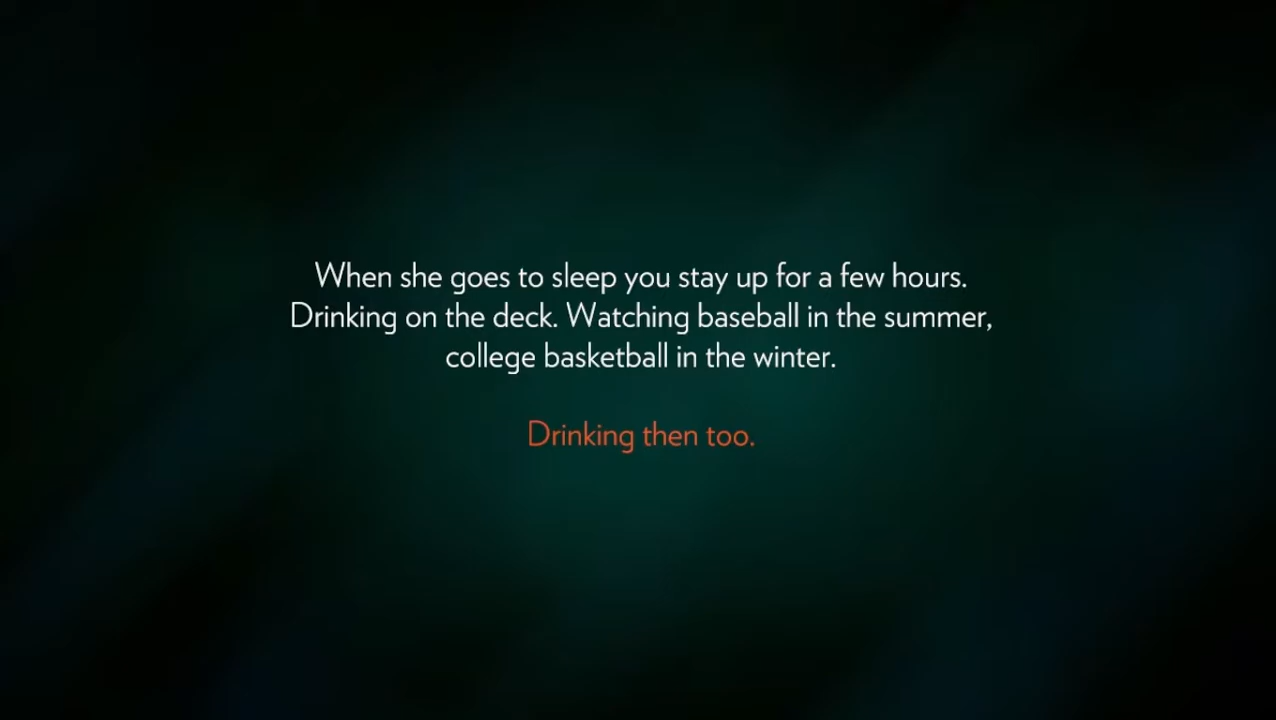 When she goes to sleep you stay up for a few hours.
Drinking on the deck. Watching baseball in the summer,
college basketball in the winter.
Drinking then too.